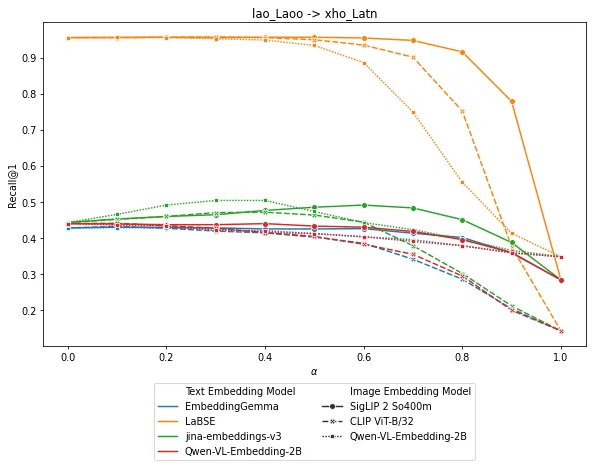 lao_Laoo -> xho_Latn
Recall@1
0.9
0.8
0.7
0.6
0.5
0.4
0.3
0.2
0.0 0.2 0.4 0.6 0.8 1.0
α
Text Embedding Model Image Embedding Model
EmbeddingGemma SigLIP 2 So400m
LaBSE CLIP ViT-B/32
jina-embeddings-v3 Qwen-VL-Embedding-2B
Qwen-VL-Embedding-2B